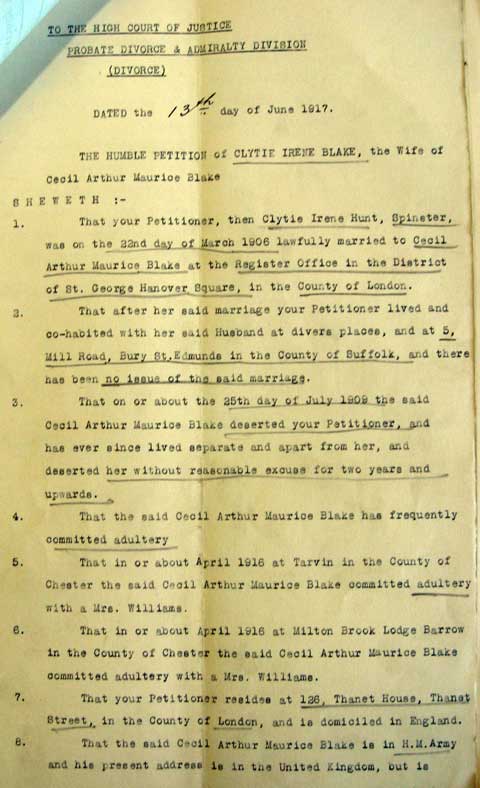 TO THE HIGH COURT OF JUSTICE
PROBATE DIVORCE & ADMIRALTY DIVISION
(DIVORCE)
DATED the 13th day of June 1917.
THE HUMBLE PETITION of CLYTIE IRENE BLAKE, the Wife of
Cecil Arthur Maurice Blake
SHEWETH :-
1. That your Petitioner, then Clytie Irene Hunt, Spinster,
was on the 22nd day of March 1906 lawfully married to Cecil
Arthur Maurice Blake at the Register Office in the District
of St. George Hanover Square, in the County of London.
2. That after her said marriage your Petitioner lived and
co-habited with her said Husband at divers places, and at 5,
Mill Road, Bury St.Edmunds in the County of Suffolk, and there
has been no issue of the said marriage.
3. That on or about the 25th day of July 1909 the said
Cecil Arthur Maurice Blake deserted your Petitioner, and
has ever since lived separate and apart from her, and
deserted her without reasonable excuse for two years and
upwards.
4. That the said Cecil Arthur Maurice Blake has frequently
committed adultery
5. That in or about April 1916 at Tarvin in the County of
Chester the said Cecil Arthur Maurice Blake committed adultery
with a Mrs. Williams.
6. That in or about April 1916 at Milton Brook Lodge Barrow
in the County of Chester the said Cecil Arthur Maurice Blake
committed adultery with a Mrs. Williams.
7. That your Petitioner resides at 126, Thanet House, Thanet
Street, in the County of London, and is domiciled in England.
8. That the said Cecil Arthur Maurice Blake is in H.M.Army
and his present address is in the United Kingdom, but is